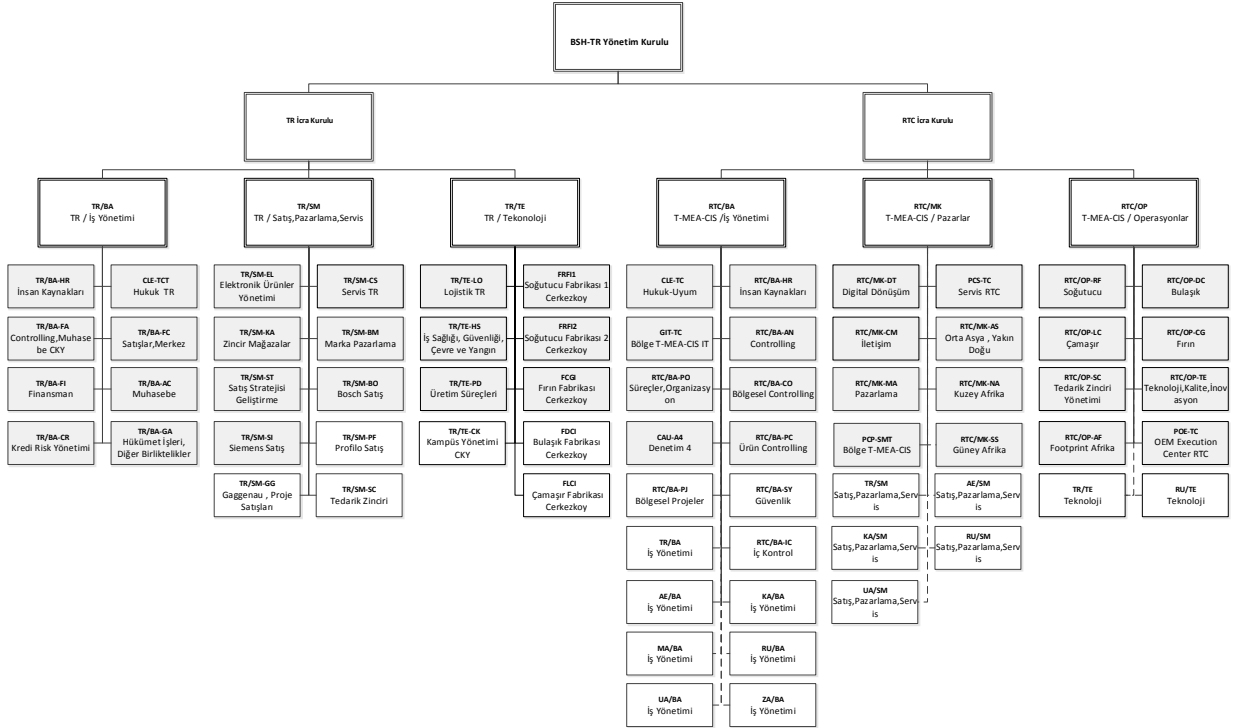 BSH-TR Yönetim Kurulu
TR İcra Kurulu
RTC İcra Kurulu
TR/BA
TR / İş Yönetimi
TR/SM
TR / Satış,Pazarlama,Servis
TR/TE
TR / Tekonoloji
RTC/BA
T-MEA-CIS /İş Yönetimi
RTC/MK
T-MEA-CIS / Pazarlar
RTC/OP
T-MEA-CIS / Operasyonlar
TR/BA-HR
İnsan Kaynakları
CLE-TCT
Hukuk TR
TR/BA-FA
Controlling,Muhase
be CKY
TR/BA-FC
Satışlar,Merkez
TR/BA-FI
Finansman
TR/BA-AC
Muhasebe
TR/BA-CR
Kredi Risk Yönetimi
TR/BA-GA
Hükümet İşleri,
Diğer Birliktelikler
TR/SM-EL
Elektronik Ürünler
Yönetimi
TR/SM-CS
Servis TR
TR/SM-KA
Zincir Mağazalar
TR/SM-BM
Marka Pazarlama
TR/SM-ST
Satış Stratejisi
Geliştirme
TR/SM-BO
Bosch Satış
TR/SM-SI
Siemens Satış
TR/SM-PF
Profilo Satış
TR/SM-GG
Gaggenau , Proje
Satışları
TR/SM-SC
Tedarik Zinciri
TR/TE-LO
Lojistik TR
FRFI1
Soğutucu Fabrikası 1
Cerkezkoy
TR/TE-HS
İş Sağlığı, Güvenliği,
Çevre ve Yangın
FRFI2
Soğutucu Fabrikası 2
Cerkezkoy
TR/TE-PD
Üretim Süreçleri
FCGI
Fırın Fabrikası
Cerkezkoy
TR/TE-CK
Kampüs Yönetimi
CKY
FDCI
Bulaşık Fabrikası
Cerkezkoy
FLCI
Çamaşır Fabrikası
Cerkezkoy
CLE-TC
Hukuk-Uyum
RTC/BA-HR
İnsan Kaynakları
GIT-TC
Bölge T-MEA-CIS IT
RTC/BA-AN
Controlling
RTC/BA-PO
Süreçler,Organizasy
on
RTC/BA-CO
Bölgesel Controlling
CAU-A4
Denetim 4
RTC/BA-PC
Ürün Controlling
RTC/BA-PJ
Bölgesel Projeler
RTC/BA-SY
Güvenlik
TR/BA
İş Yönetimi
RTC/BA-IC
İç Kontrol
AE/BA
İş Yönetimi
KA/BA
İş Yönetimi
MA/BA
İş Yönetimi
RU/BA
İş Yönetimi
UA/BA
İş Yönetimi
ZA/BA
İş Yönetimi
RTC/MK-DT
Digital Dönüşüm
PCS-TC
Servis RTC
RTC/MK-CM
İletişim
RTC/MK-AS
Orta Asya , Yakın
Doğu
RTC/MK-MA
Pazarlama
RTC/MK-NA
Kuzey Afrika
PCP-SMT
Bölge T-MEA-CIS
RTC/MK-SS
Güney Afrika
TR/SM
Satış,Pazarlama,Serv
is
AE/SM
Satış,Pazarlama,Serv
is
KA/SM
Satış,Pazarlama,Serv
is
RU/SM
Satış,Pazarlama,Serv
is
UA/SM
Satış,Pazarlama,Serv
is
RTC/OP-RF
Soğutucu
RTC/OP-DC
Bulaşık
RTC/OP-LC
Çamaşır
RTC/OP-CG
Fırın
RTC/OP-SC
Tedarik Zinciri
Yönetimi
RTC/OP-TE
Teknoloji,Kalite,İnov
asyon
RTC/OP-AF
Footprint Afrika
POE-TC
OEM Execution
Center RTC
TR/TE
Teknoloji
RU/TE
Teknoloji